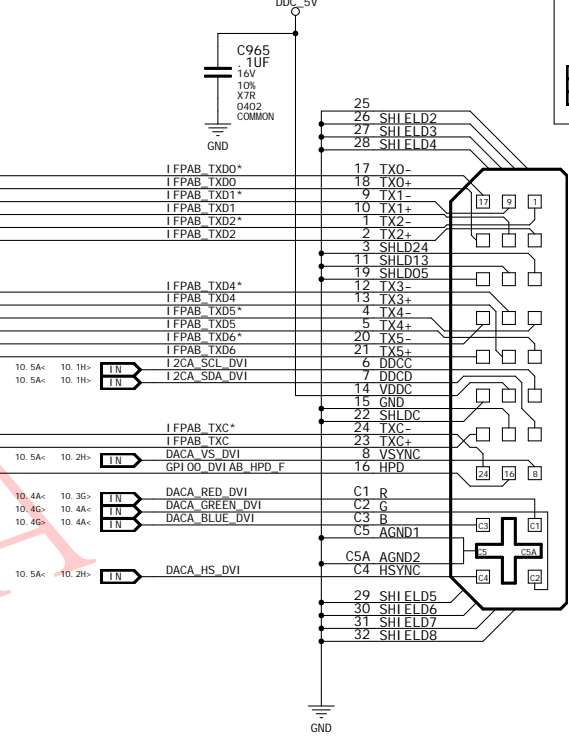 DDC_5V
C965
.1UF
16V
10%
X7R
0402
COMMON
GND
25
26 SHIELD2
27 SHIELD3
28 SHIELD4
IFPAB_TXD0* 17 TX0-
IFPAB_TXD0 18 TX0+
IFPAB_TXD1* 9 TX1-
IFPAB_TXD1 10 TX1+
IFPAB_TXD2* 1 TX2-
IFPAB_TXD2 2 TX2+
3 SHLD24
11 SHLD13
19 SHLD05
IFPAB_TXD4* 12 TX3-
IFPAB_TXD4 13 TX3+
IFPAB_TXD5* 4 TX4-
IFPAB_TXD5 5 TX4+
IFPAB_TXD6* 20 TX5-
IFPAB_TXD6 21 TX5+
10.5A< 10.1H> IN I2CA_SCL_DVI 6 DDCC
10.5A< 10.1H> IN I2CA_SDA_DVI 7 DDCD
14 VDDC
15 GND
22 SHLDC
IFPAB_TXC* 24 TXC-
IFPAB_TXC 23 TXC+
10.5A< 10.2H> IN DACA_VS_DVI 8 VSYNC
GPIO0_DVIAB_HPD_F 16 HPD
10.4A< 10.3G> IN DACA_RED_DVI C1 R
10.4G> 10.4A< IN DACA_GREEN_DVI C2 G
10.4G> 10.4A< IN DACA_BLUE_DVI C3 B
C5 AGND1
C5A AGND2
10.5A< 10.2H> IN DACA_HS_DVI C4 HSYNC
29 SHIELD5
30 SHIELD6
31 SHIELD7
32 SHIELD8
GND
17 9 1
24 16 8
C3 C1
C5 C5A
C4 C2